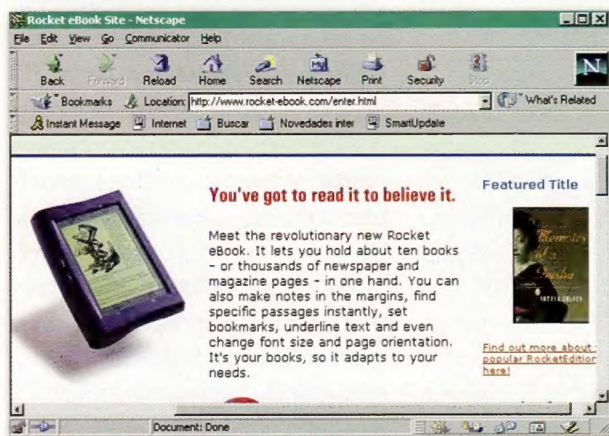 Rocket eBook Site - Netscape
File Edit View Go Communicator Help
Back Forward Reload Home Search Netscape Print Security Stop
Bookmarks Location: http://www.rocket-ebook.com/enter.html What's Related
Instant Message Internet Buscar Novedades inter SmartUpdate
You've got to read it to believe it.
Meet the revolutionary new Rocket
eBook. It lets you hold about ten books
- or thousands of newspaper and
magazine pages - in one hand. You can
also make notes in the margins, find
specific passages instantly, set
bookmarks, underline text and even
change font size and page orientation.
It's your books, so it adapts to your
needs.
Featured Title
Memoirs
of a
Geisha
Find out more about
popular RocketEdition
here!
Document: Done